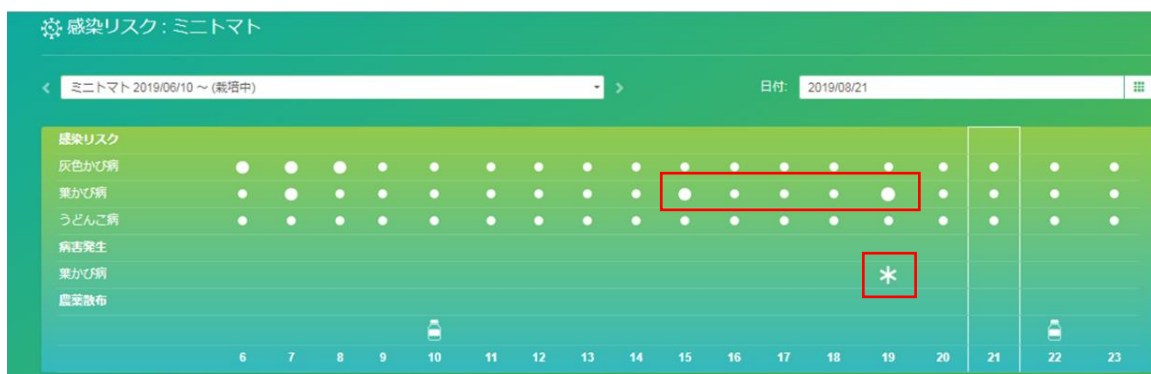 感染リスク : ミニトマト
ミニトマト 2019/06/10 ～ (栽培中)
日付: 2019/08/21
感染リスク
灰色かび病
葉かび病
うどんこ病
病害発生
葉かび病
農薬散布
6 7 8 9 10 11 12 13 14 15 16 17 18 19 20 21 22 23